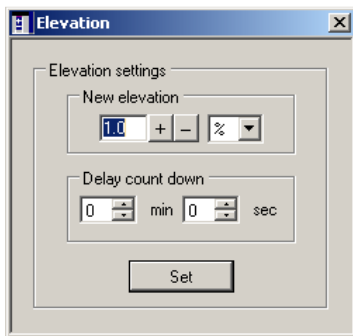 Elevation
Elevation settings
New elevation
1.0 + – %
Delay count down
0 min 0 sec
Set